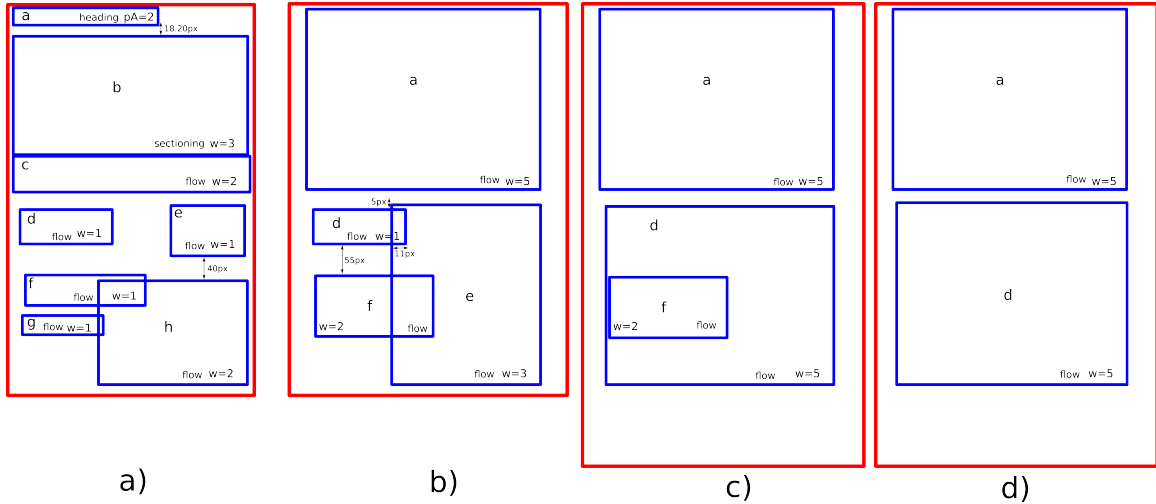 a
heading pA=2
18.20px
b
sectioning w=3
c
flow w=2
d
flow w=1
e
flow w=1
40px
f
flow w=1
g
flow w=1
h
flow w=2
a)
a
flow w=5
5px
d
flow w=1
11px
55px
f
w=2 flow
e
flow w=3
b)
a
flow w=5
d
f
w=2 flow
flow w=5
c)
a
flow w=5
d
flow w=5
d)